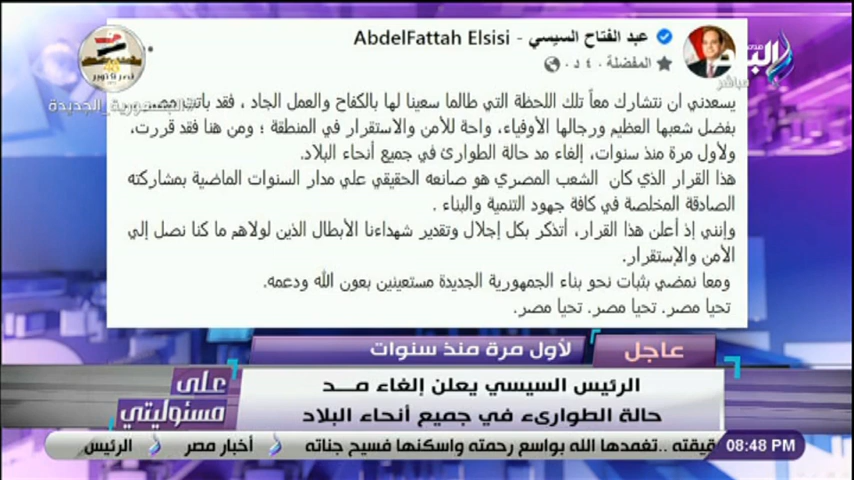 عبد الفتاح السيسي - AbdelFattah Elsisi
المفضلة · ٤ د ·
يسعدني ان نتشارك معاً تلك اللحظة التي طالما سعينا لها بالكفاح والعمل الجاد ، فقد باتت
بفضل شعبها العظيم ورجالها الأوفياء، واحة للأمن والاستقرار في المنطقة ؛ ومن هنا فقد قررت،
ولأول مرة منذ سنوات، إلغاء مد حالة الطوارئ في جميع أنحاء البلاد.
هذا القرار الذي كان الشعب المصري هو صانعه الحقيقي علي مدار السنوات الماضية بمشاركته
الصادقة المخلصة في كافة جهود التنمية والبناء .
وإنني إذ أعلن هذا القرار، أتذكر بكل إجلال وتقدير شهداءنا الأبطال الذين لولاهم ما كنا نصل إلي
الأمن والإستقرار.
ومعا نمضي بثبات نحو بناء الجمهورية الجديدة مستعينين بعون الله ودعمه.
تحيا مصر. تحيا مصر. تحيا مصر.
صدى البلد
مباشر
#الجمهورية_الجديدة
عاجل
لأول مرة منذ سنوات
الرئيس السيسي يعلن إلغاء مد
حالة الطوارىء في جميع أنحاء البلاد
على
مسئوليتي
08:48 PM
قيقته ..تغمدها الله بواسع رحمته واسكنها فسيح جناته
أخبار مصر
الرئيس